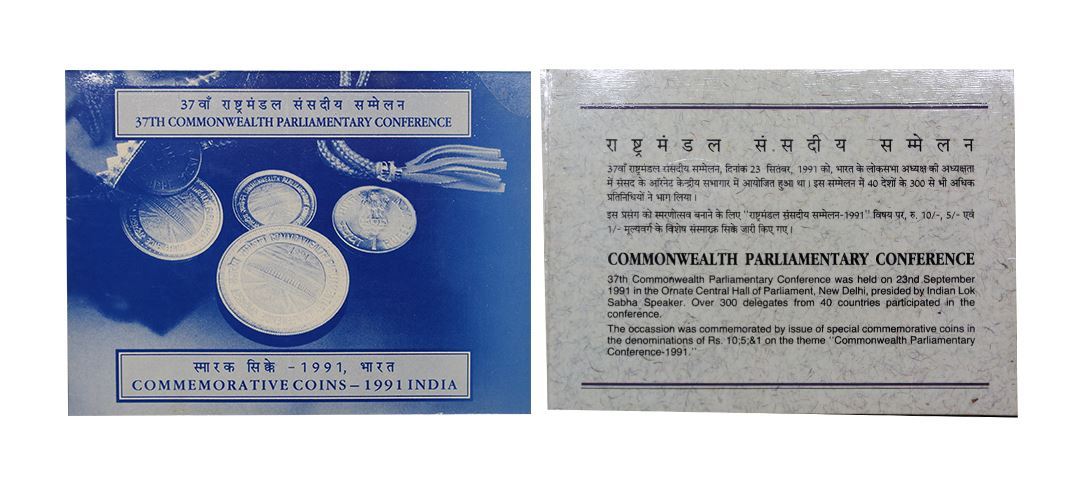 37वाँ राष्ट्रमंडल संसदीय सम्मेलन
37TH COMMONWEALTH PARLIAMENTARY CONFERENCE
स्मारक सिक्के - 1991, भारत
COMMEMORATIVE COINS – 1991 INDIA
राष्ट्रमंडल सं.सदीय सम्मेलन
37वाँ राष्ट्रमंडल संसदीय सम्मेलन, दिनांक 23 सितंबर, 1991 को, भारत के लोकसभा अध्यक्ष की अध्यक्षता
में संसद के ऑरनेट केन्द्रीय सभागार में आयोजित हुआ था। इस सम्मेलन में 40 देशों के 300 से भी अधिक
प्रतिनिधियों ने भाग लिया।
इस प्रसंग को स्मरणोत्सव बनाने के लिए "राष्ट्रमंडल संसदीय सम्मेलन-1991" विषय पर, रु. 10/-, 5/- एवं
1/- मूल्यवर्ग के विशेष संस्मारक सिक्के जारी किए गए।
COMMONWEALTH PARLIAMENTARY CONFERENCE
37th Commonwealth Parliamentary Conference was held on 23nd September
1991 in the Ornate Central Hall of Parliament, New Delhi, presided by Indian Lok
Sabha Speaker. Over 300 delegates from 40 countries participated in the
conference.
The occassion was commemorated by issue of special commemorative coins in
the denominations of Rs. 10;5;&1 on the theme "Commonwealth Parliamentary
Conference-1991."